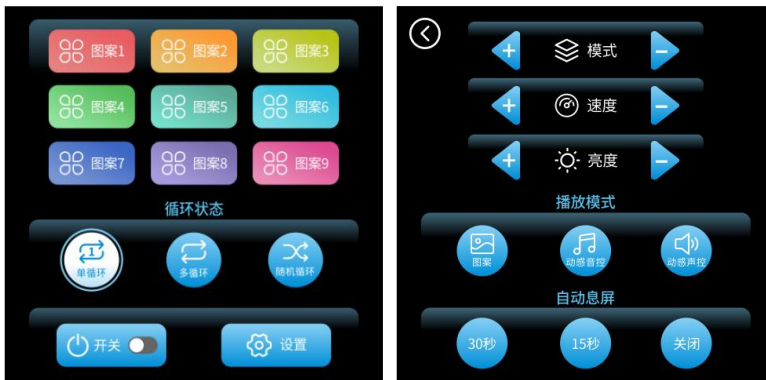 图案1 图案2 图案3
图案4 图案5 图案6
图案7 图案8 图案9
循环状态
1
单循环 多循环 随机循环
开关 设置
+ 模式 -
+ 速度 -
+ 亮度 -
播放模式
图案 动感音控 动感声控
自动息屏
30秒 15秒 关闭